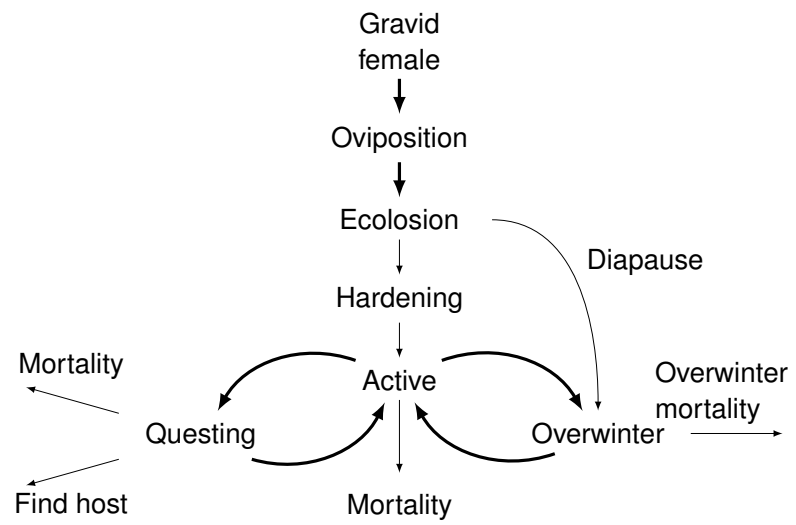 Gravid
female
Oviposition
Ecolosion
Diapause
Hardening
Mortality
Active
Overwinter
mortality
Questing
Overwinter
Find host
Mortality